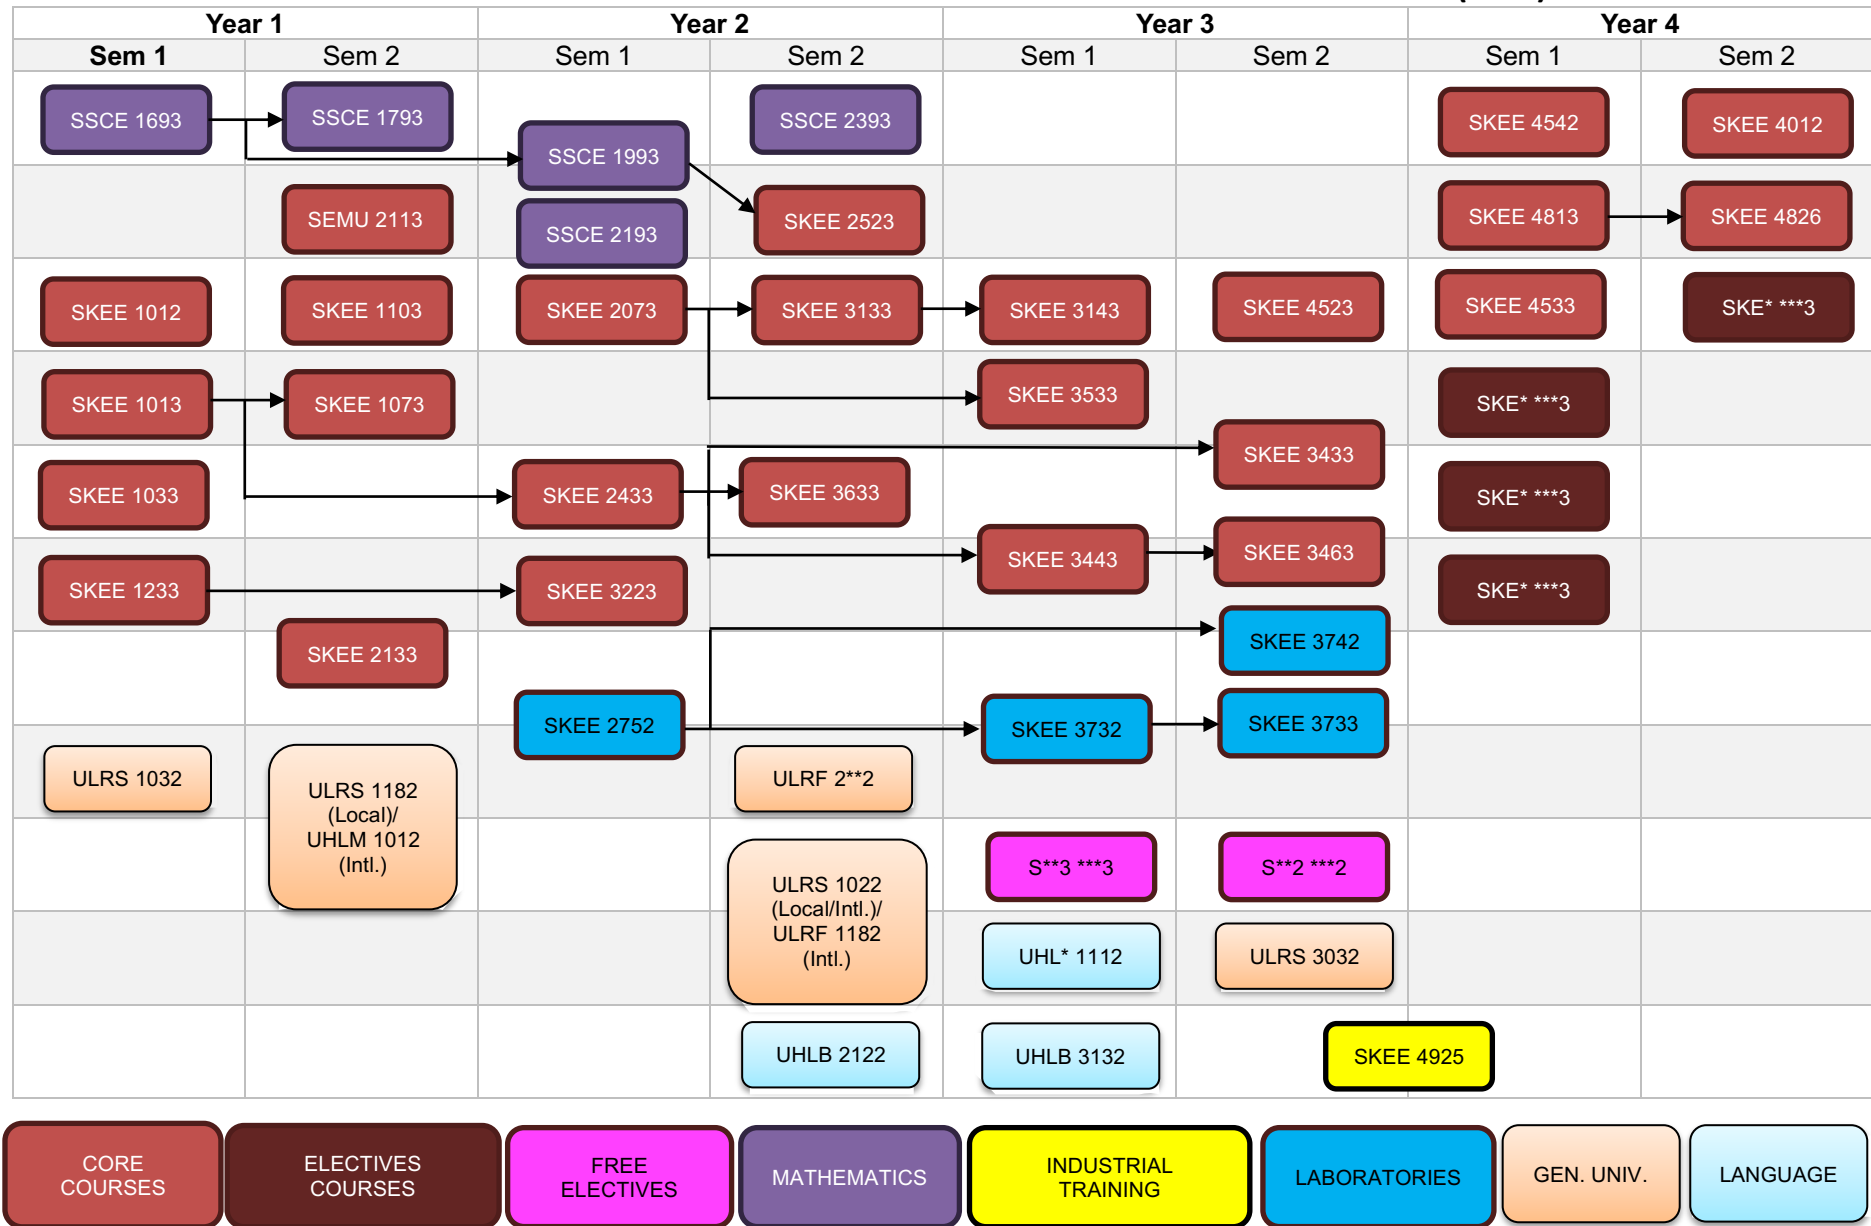 Year 1
Year 2
Year 3
Year 4
Sem 1
Sem 2
Sem 1
Sem 2
Sem 1
Sem 2
Sem 1
Sem 2
SSCE 1693
SSCE 1793
SSCE 1993
SSCE 2393
SKEE 4542
SKEE 4012
SEMU 2113
SSCE 2193
SKEE 2523
SKEE 4813
SKEE 4826
SKEE 1012
SKEE 1103
SKEE 2073
SKEE 3133
SKEE 3143
SKEE 4523
SKEE 4533
SKE* ***3
SKEE 1013
SKEE 1073
SKEE 3533
SKE* ***3
SKEE 1033
SKEE 2433
SKEE 3633
SKEE 3433
SKE* ***3
SKEE 1233
SKEE 3223
SKEE 3443
SKEE 3463
SKE* ***3
SKEE 2133
SKEE 3742
SKEE 2752
SKEE 3732
SKEE 3733
ULRS 1032
ULRS 1182
(Local)/
UHLM 1012
(Intl.)
ULRF 2**2
ULRS 1022
(Local/Intl.)/
ULRF 1182
(Intl.)
S**3 ***3
S**2 ***2
UHL* 1112
ULRS 3032
UHLB 2122
UHLB 3132
SKEE 4925
CORE
COURSES
ELECTIVES
COURSES
FREE
ELECTIVES
MATHEMATICS
INDUSTRIAL
TRAINING
LABORATORIES
GEN. UNIV.
LANGUAGE